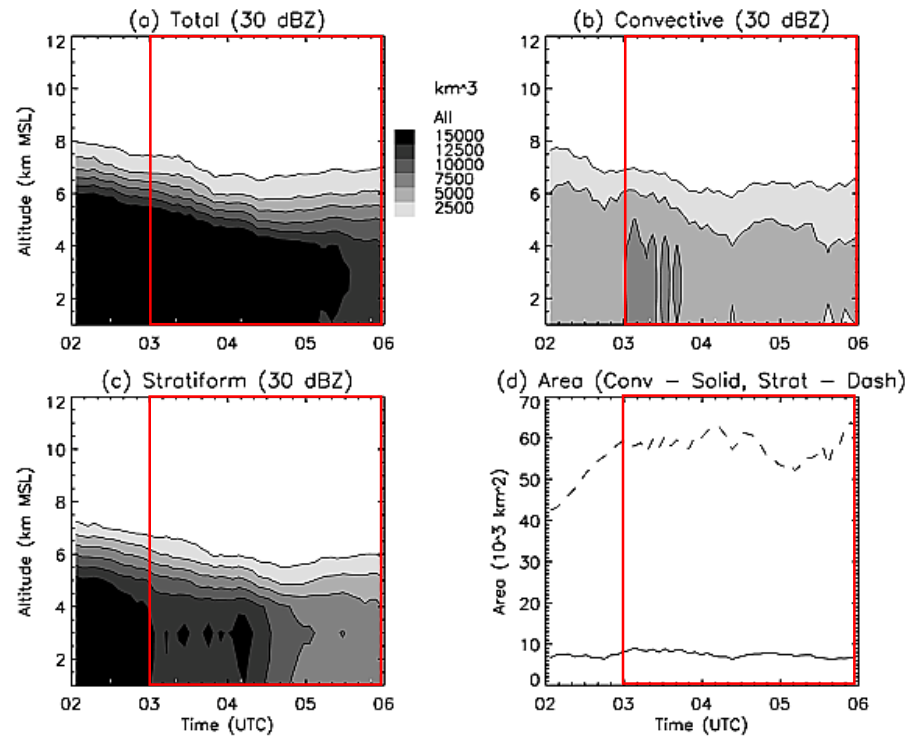 (a) Total (30 dBZ)
12
10
8
6
4
2
Altitude (km MSL)
02 03 04 05 06
km^3
All
15000
12500
10000
7500
5000
2500
(b) Convective (30 dBZ)
12
10
8
6
4
2
02 03 04 05 06
(c) Stratiform (30 dBZ)
12
10
8
6
4
2
Altitude (km MSL)
02 03 04 05 06
Time (UTC)
(d) Area (Conv – Solid, Strat – Dash)
70
60
50
40
30
20
10
0
Area (10^3 km^2)
02 03 04 05 06
Time (UTC)